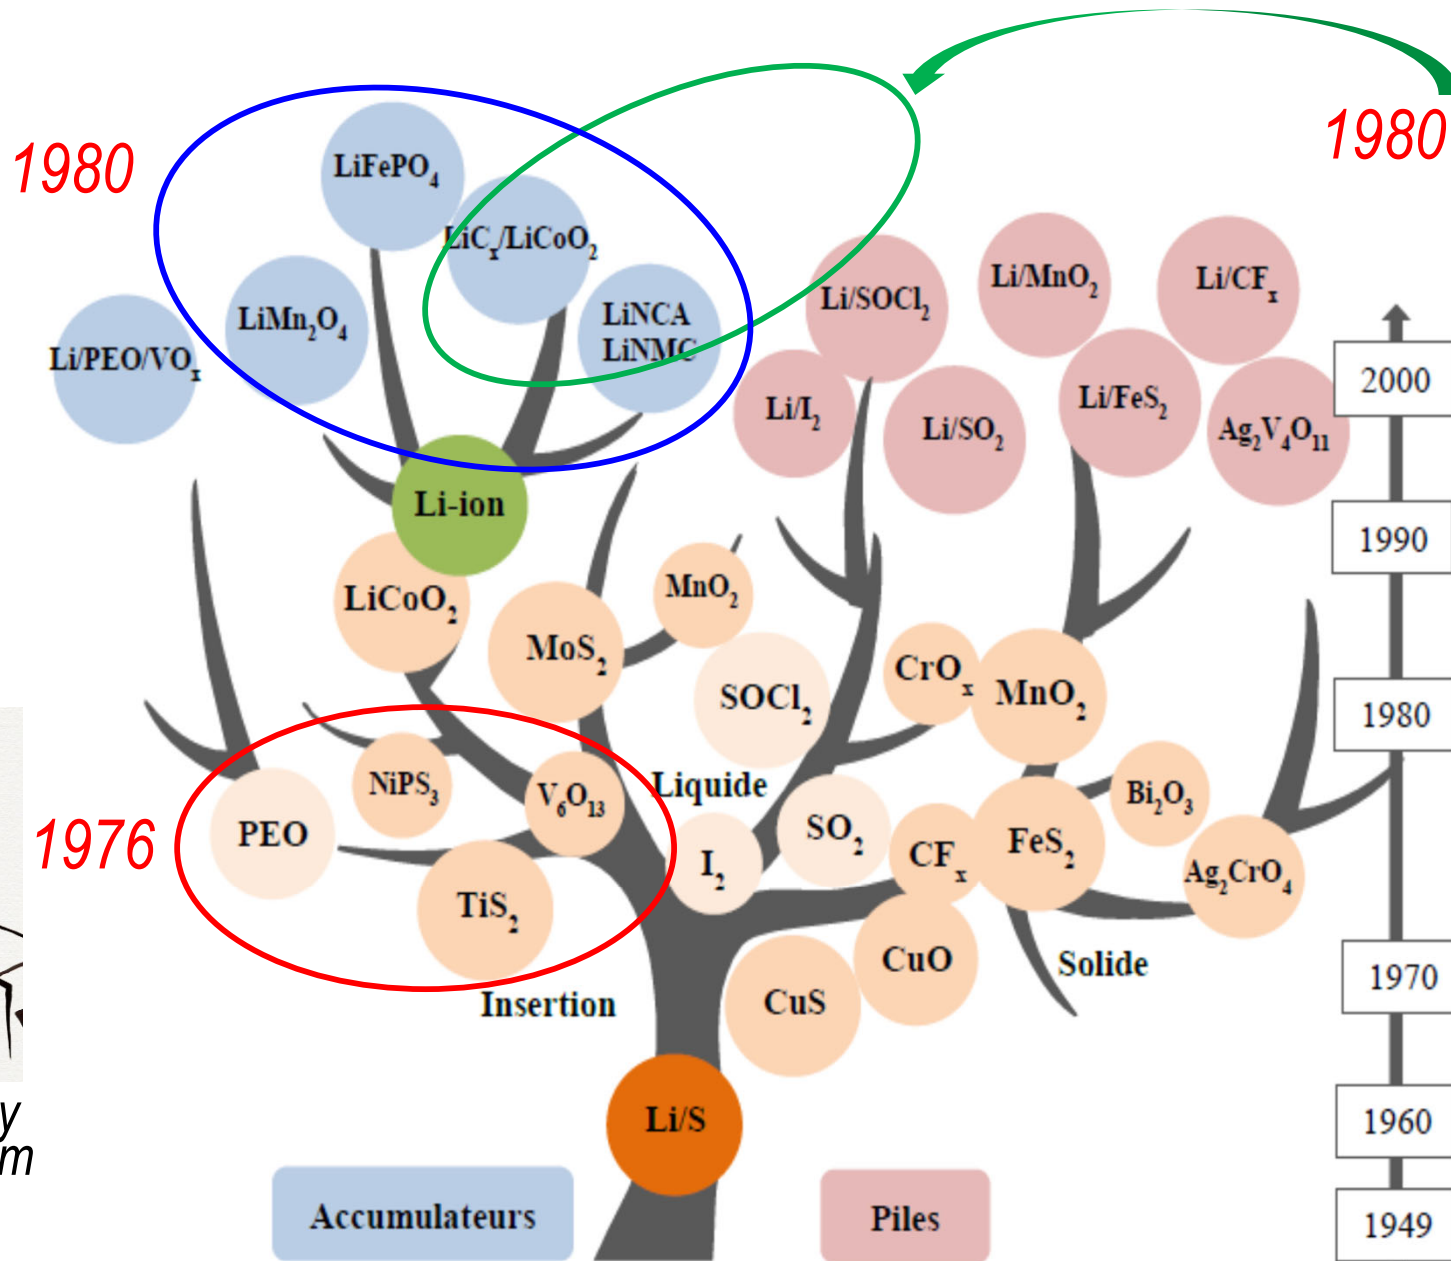 1980
1980
LiFePO4
LiCx/LiCoO2
LiNCA
LiNMC
LiMn2O4
Li/PEO/VOx
Li/SOCl2
Li/MnO2
Li/CFx
Li/I2
Li/SO2
Li/FeS2
Ag2V4O11
2000
Li-ion
1990
LiCoO2
MoS2
MnO2
SOCl2
CrOx
MnO2
1980
NiPS3
V6O13
Liquide
Bi2O3
1976
PEO
TiS2
I2
SO2
CFx
FeS2
Ag2CrO4
Insertion
CuS
CuO
Solide
1970
y
m
Li/S
1960
Accumulateurs
Piles
1949